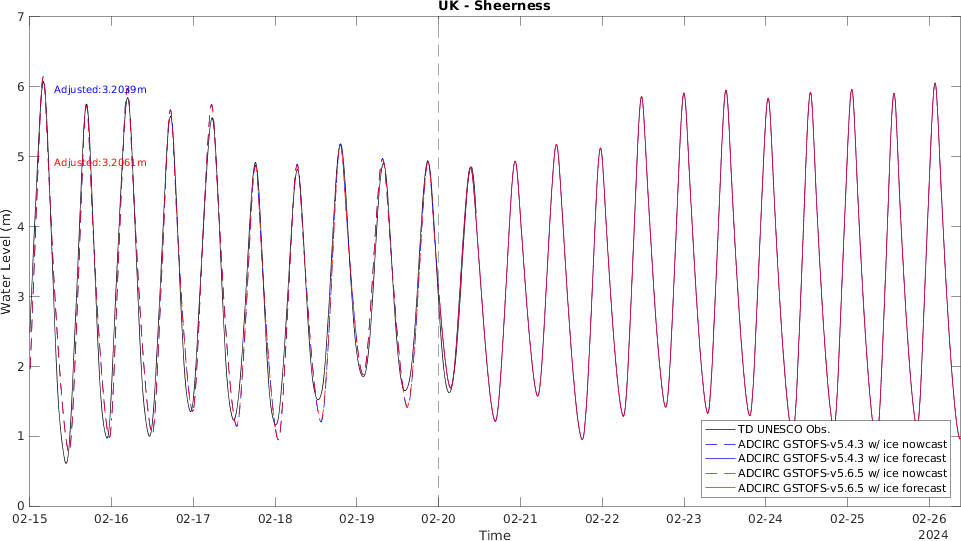 UK - Sheerness
7
6
5
4
3
2
1
0
Water Level (m)
Adjusted:3.2039m
Adjusted:3.2061m
TD UNESCO Obs.
ADCIRC GSTOFS-v5.4.3 w/ ice nowcast
ADCIRC GSTOFS-v5.4.3 w/ ice forecast
ADCIRC GSTOFS-v5.6.5 w/ ice nowcast
ADCIRC GSTOFS-v5.6.5 w/ ice forecast
02-15 02-16 02-17 02-18 02-19 02-20 02-21 02-22 02-23 02-24 02-25 02-26
2024
Time